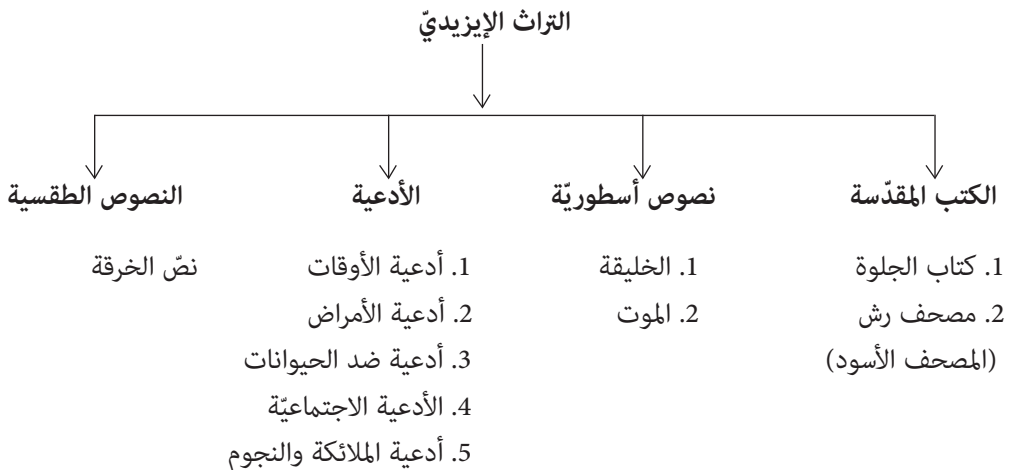 التراث الإيزيديّ
الكتب المقدّسة
1. كتاب الجلوة
2. مصحف رش
(المصحف الأسود)
نصوص أسطوريّة
1. الخليقة
2. الموت
الأدعية
1. أدعية الأوقات
2. أدعية الأمراض
3. أدعية ضد الحيوانات
4. الأدعية الاجتماعيّة
5. أدعية الملائكة والنجوم
النصوص الطقسية
نصّ الخرقة